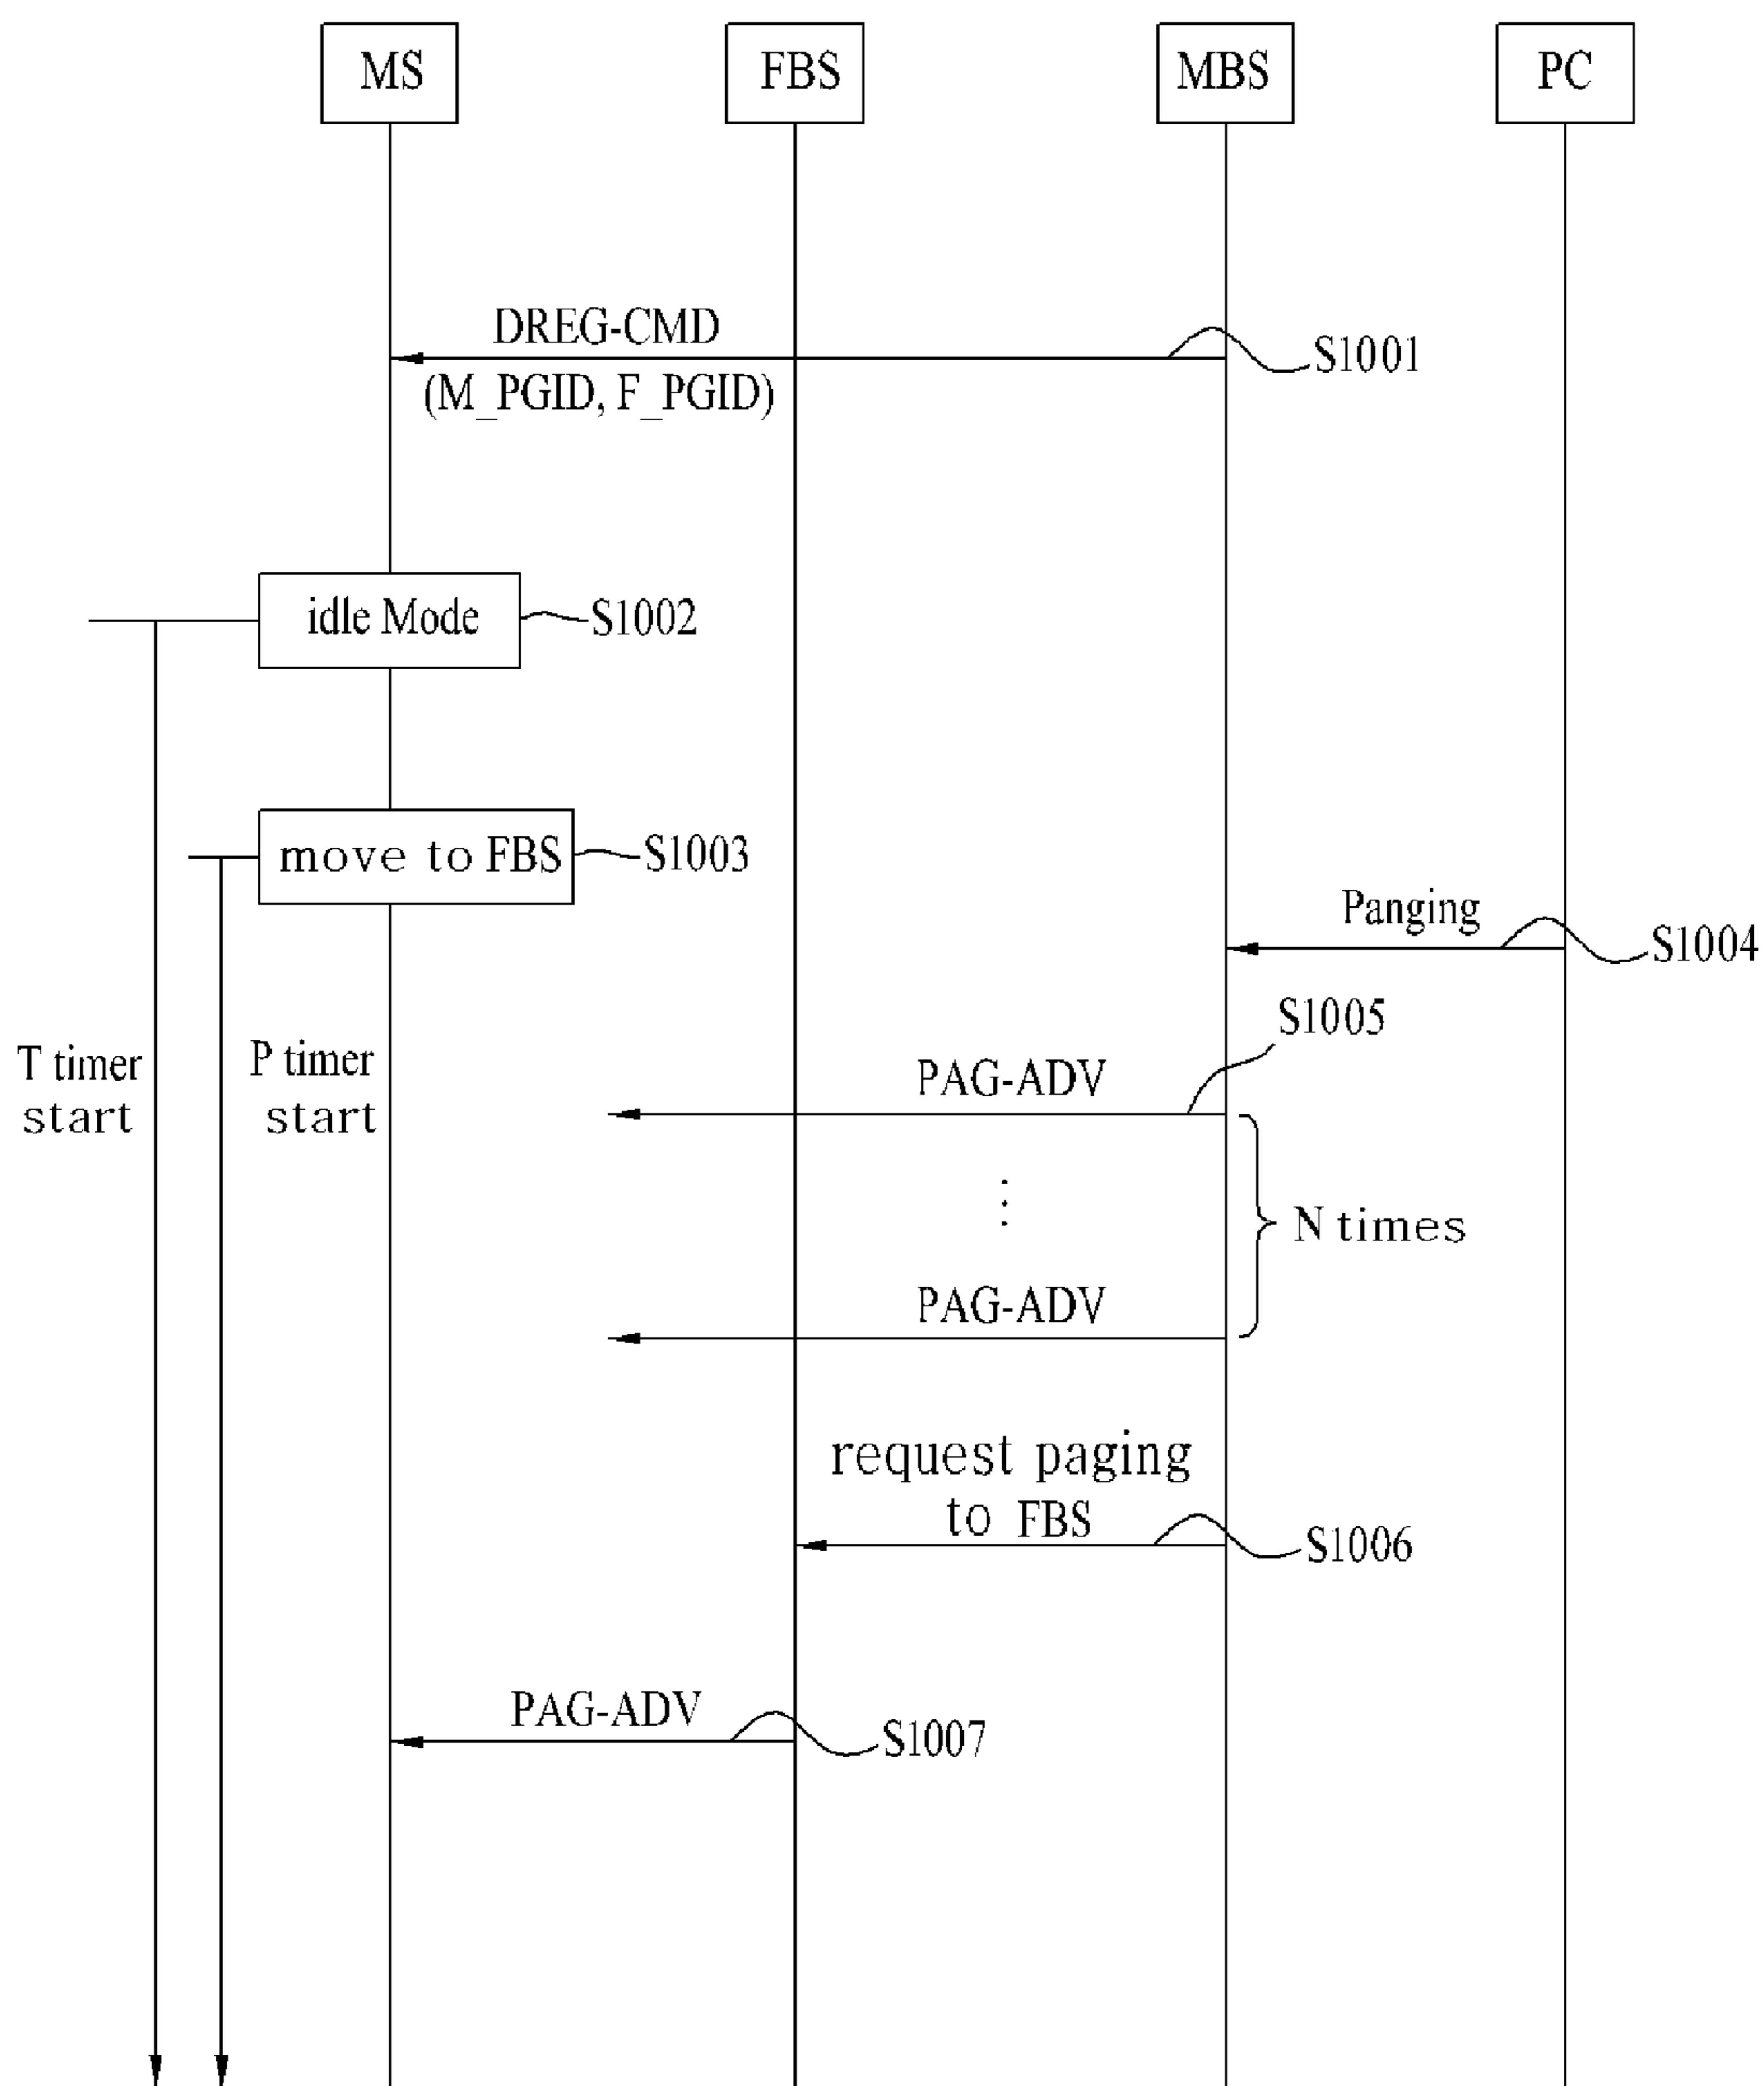 MS
FBS
MBS
PC
DREG-CMD
S1001
(M_PGID, F_PGID)
idle Mode
S1002
move to FBS
S1003
Panging
S1004
S1005
T timer
start
P timer
start
PAG-ADV
N times
PAG-ADV
request paging
to FBS
S1006
PAG-ADV
S1007